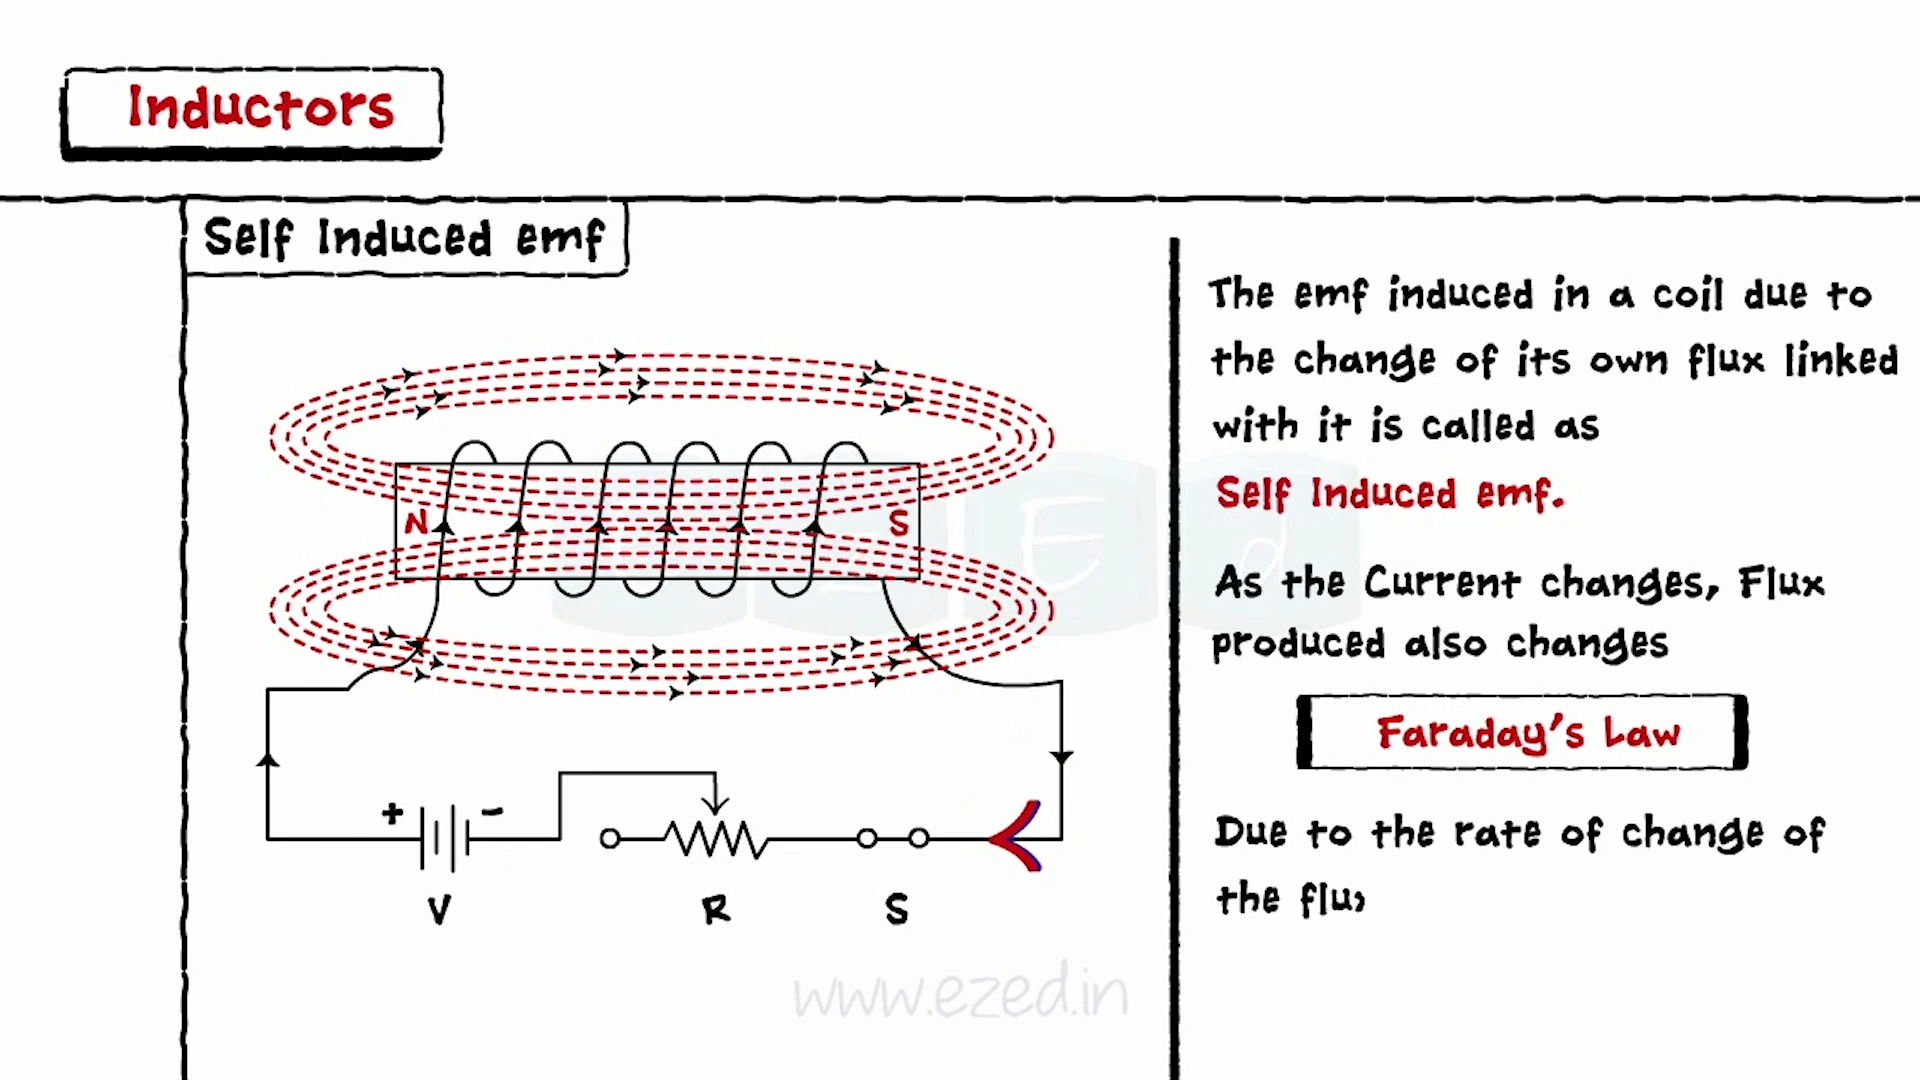 Inductors
Self Induced emf
The emf induced in a coil due to
the change of its own flux linked
with it is called as
Self Induced emf.
As the Current changes, Flux
produced also changes
Faraday's Law
Due to the rate of change of
the flu
N S
+ -
V R S
E d
www.ezed.in